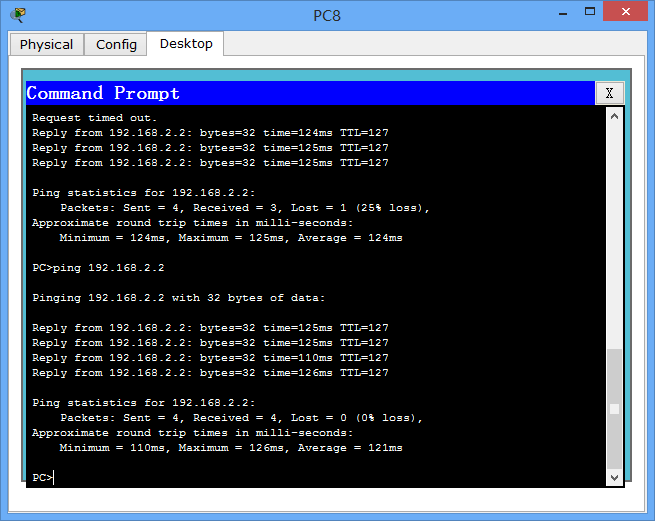 PC8
Physical Config Desktop
Command Prompt X
Request timed out.
Reply from 192.168.2.2: bytes=32 time=124ms TTL=127
Reply from 192.168.2.2: bytes=32 time=125ms TTL=127
Reply from 192.168.2.2: bytes=32 time=125ms TTL=127
Ping statistics for 192.168.2.2:
Packets: Sent = 4, Received = 3, Lost = 1 (25% loss),
Approximate round trip times in milli-seconds:
Minimum = 124ms, Maximum = 125ms, Average = 124ms
PC>ping 192.168.2.2
Pinging 192.168.2.2 with 32 bytes of data:
Reply from 192.168.2.2: bytes=32 time=125ms TTL=127
Reply from 192.168.2.2: bytes=32 time=125ms TTL=127
Reply from 192.168.2.2: bytes=32 time=110ms TTL=127
Reply from 192.168.2.2: bytes=32 time=126ms TTL=127
Ping statistics for 192.168.2.2:
Packets: Sent = 4, Received = 4, Lost = 0 (0% loss),
Approximate round trip times in milli-seconds:
Minimum = 110ms, Maximum = 126ms, Average = 121ms
PC>